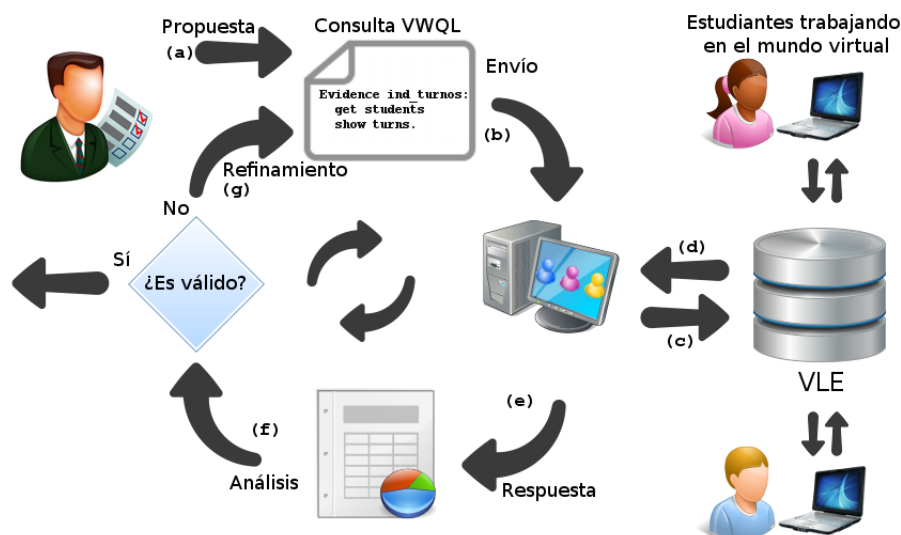 Propuesta
(a)
Consulta VWQL
Evidence ind_turnos:
get students
show turns.
Envío
(b)
Estudiantes trabajando
en el mundo virtual
Refinamiento
(g)
No
Sí
¿Es válido?
(d)
(c)
VLE
(e)
Respuesta
(f)
Análisis